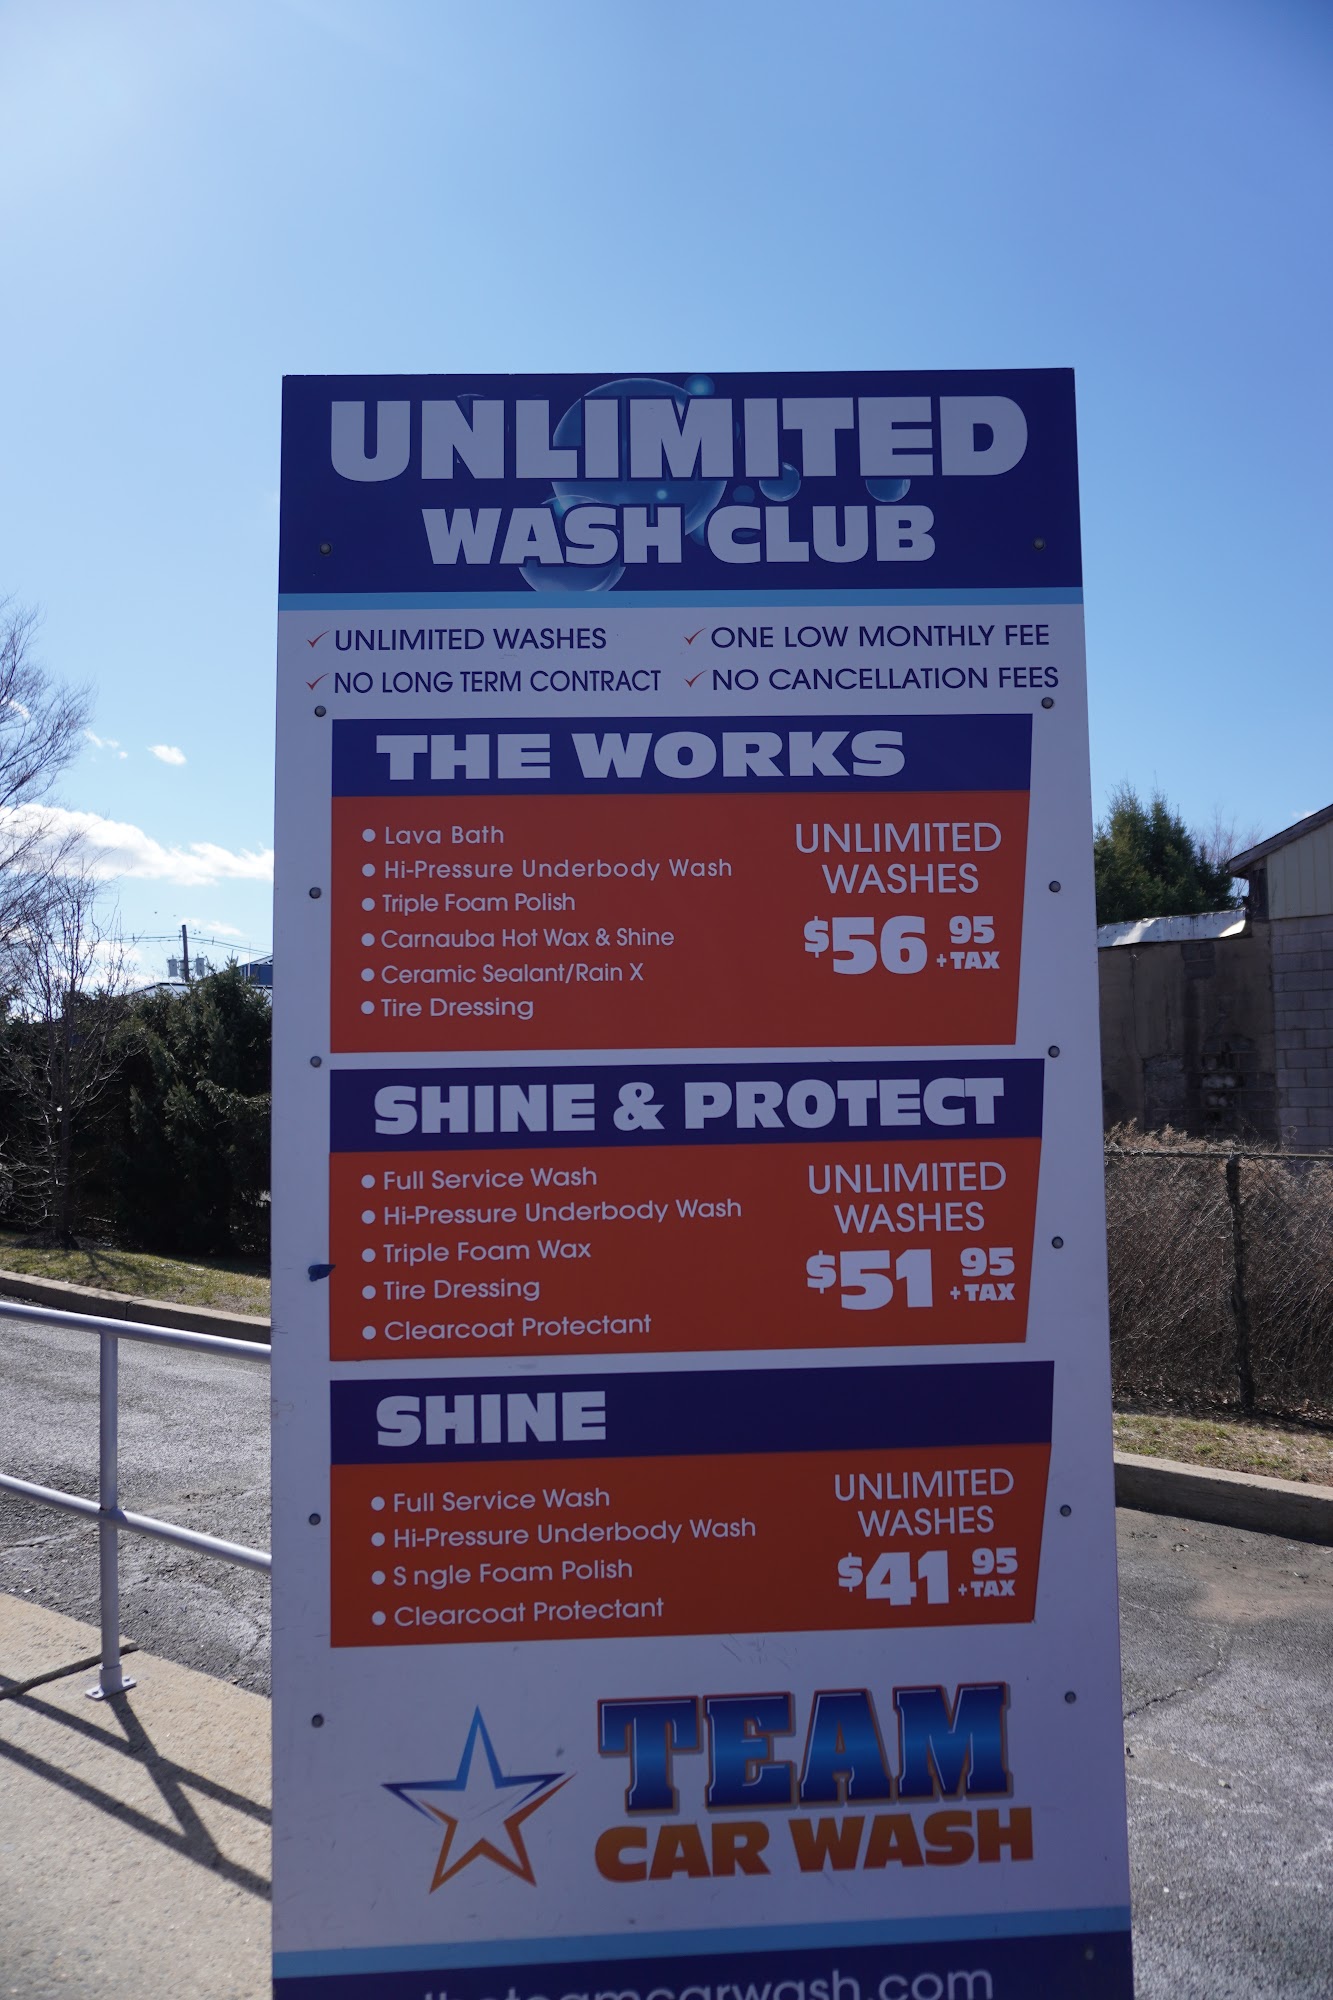 UNLIMITED
WASH CLUB
✓ UNLIMITED WASHES ✓ ONE LOW MONTHLY FEE
✓ NO LONG TERM CONTRACT ✓ NO CANCELLATION FEES
THE WORKS
• Lava Bath
• Hi-Pressure Underbody Wash
• Triple Foam Polish
• Carnauba Hot Wax & Shine
• Ceramic Sealant/Rain X
• Tire Dressing
UNLIMITED
WASHES
$56 95
+TAX
SHINE & PROTECT
• Full Service Wash
• Hi-Pressure Underbody Wash
• Triple Foam Wax
• Tire Dressing
• Clearcoat Protectant
UNLIMITED
WASHES
$51 95
+TAX
SHINE
• Full Service Wash
• Hi-Pressure Underbody Wash
• S ngle Foam Polish
• Clearcoat Protectant
UNLIMITED
WASHES
$41 95
+TAX
TEAM
CAR WASH
theteamcarwash.com